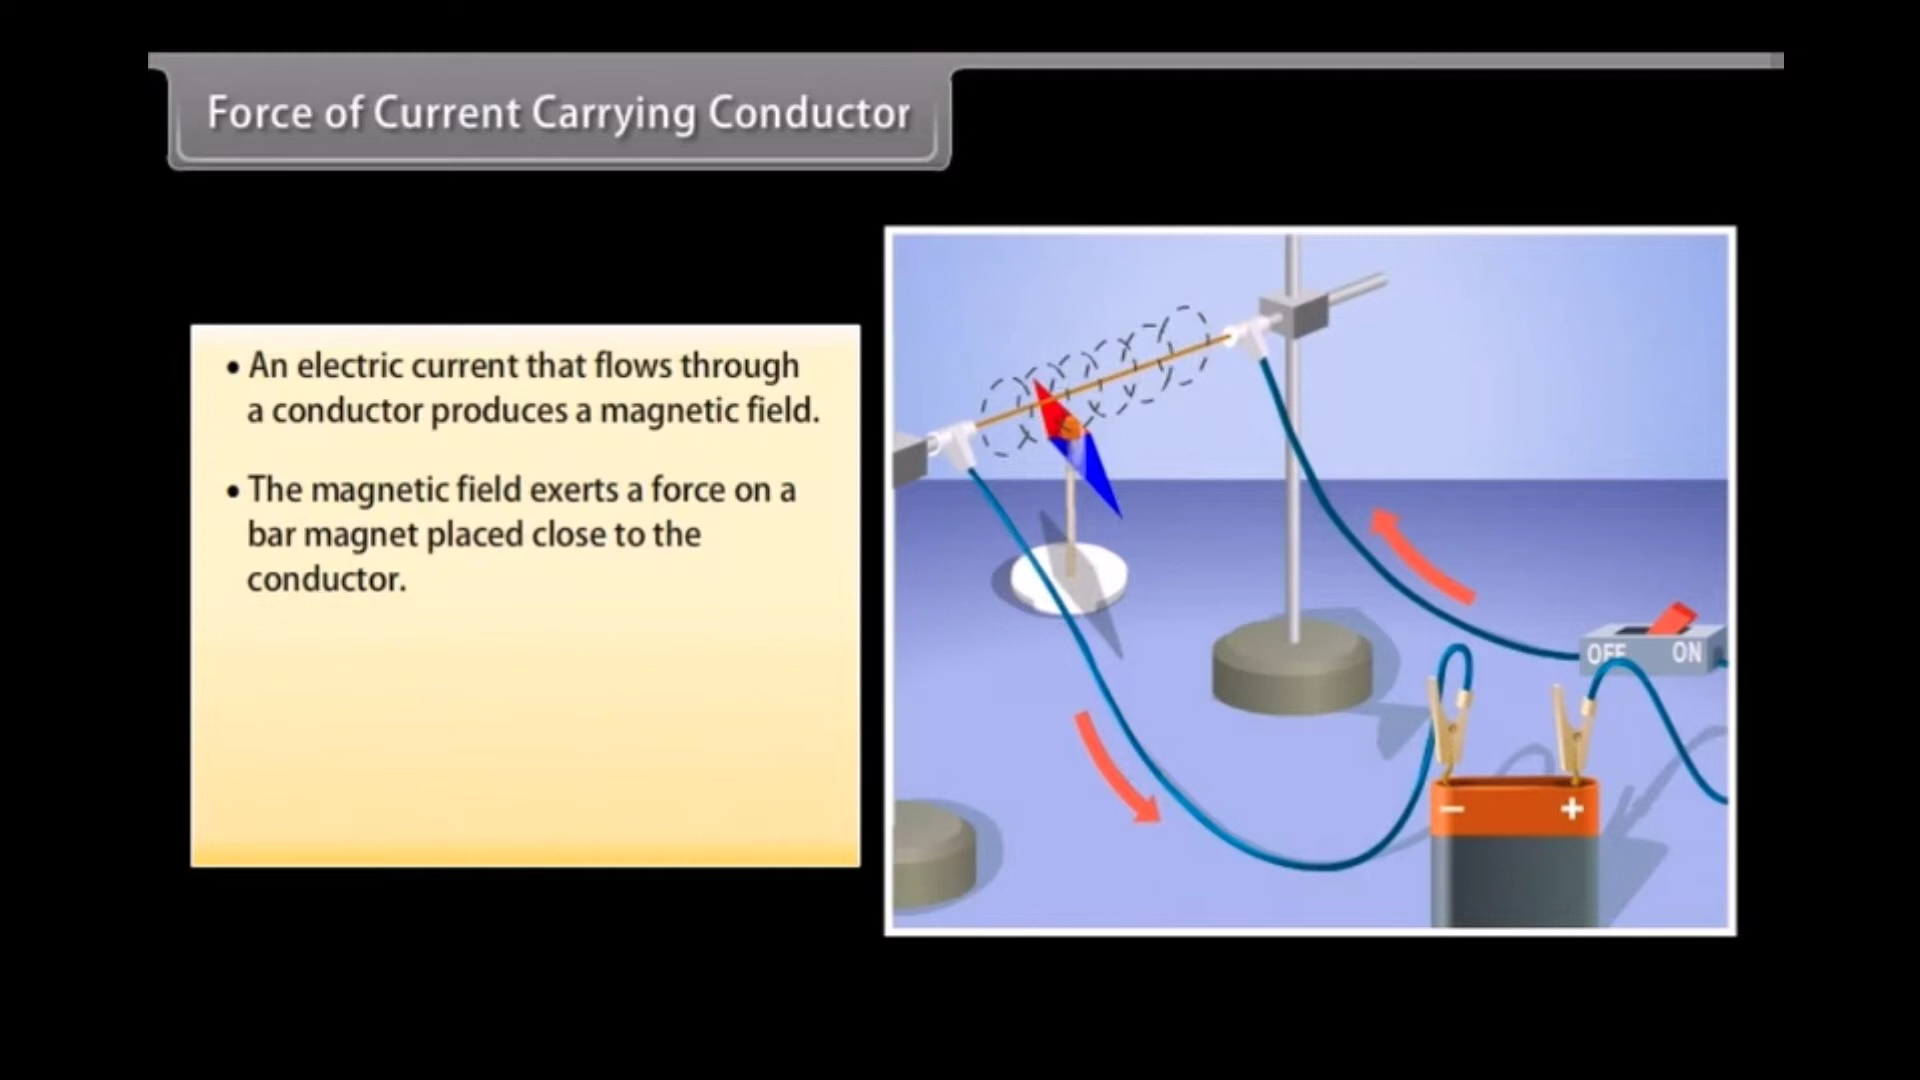 Force of Current Carrying Conductor
• An electric current that flows through
a conductor produces a magnetic field.
• The magnetic field exerts a force on a
bar magnet placed close to the
conductor.
OFF ON
− +